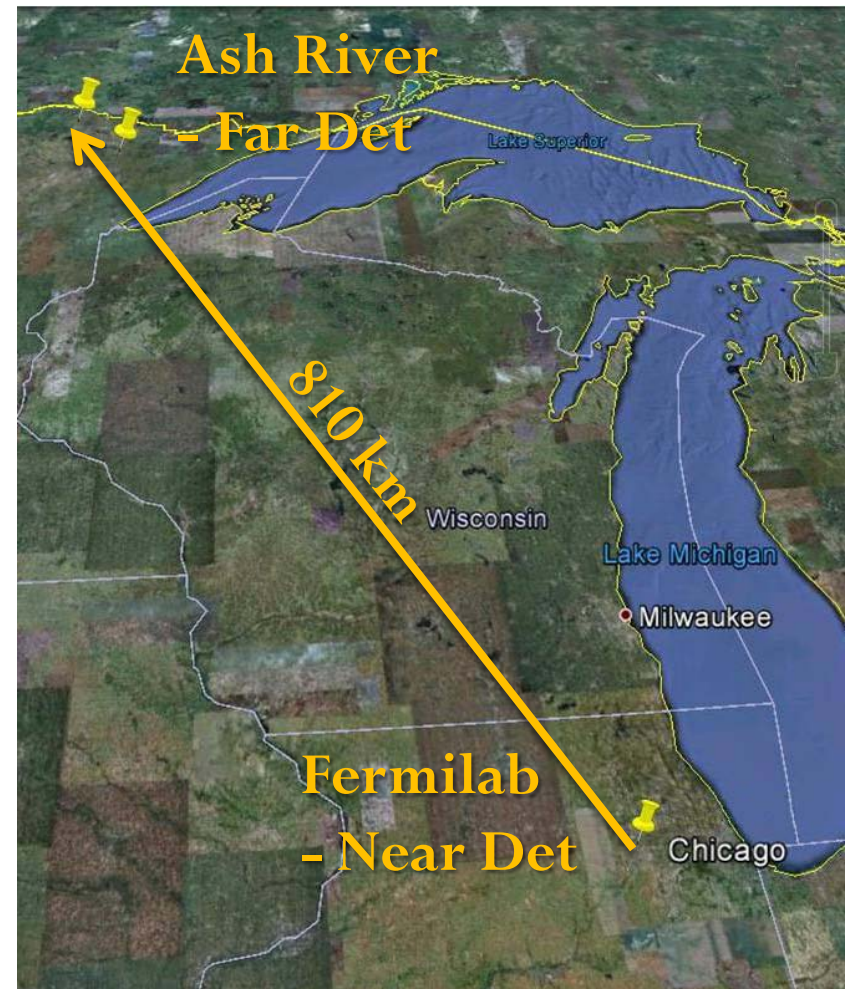 Ash River
- Far Det
Lake Superior
810 km
Wisconsin
Lake Michigan
Milwaukee
Fermilab
- Near Det
Chicago